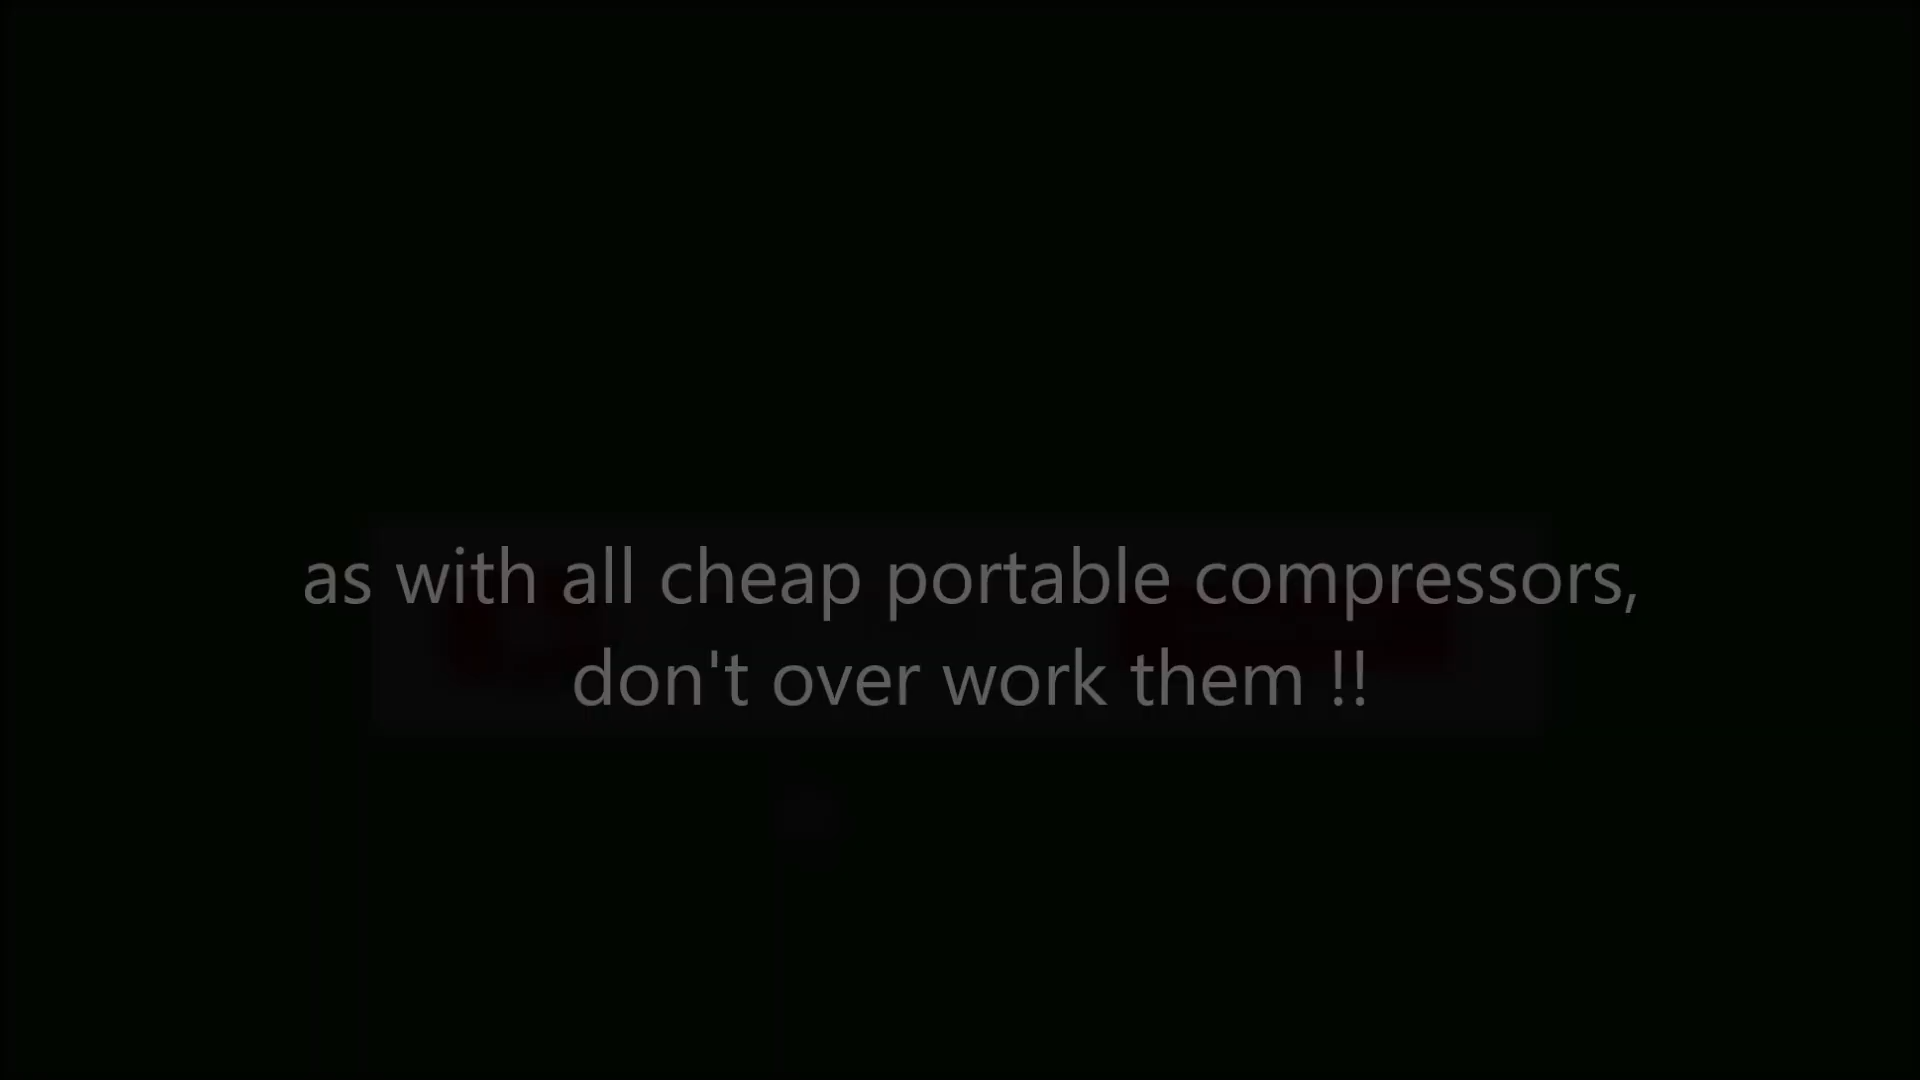 as with all cheap portable compressors,
don't over work them !!